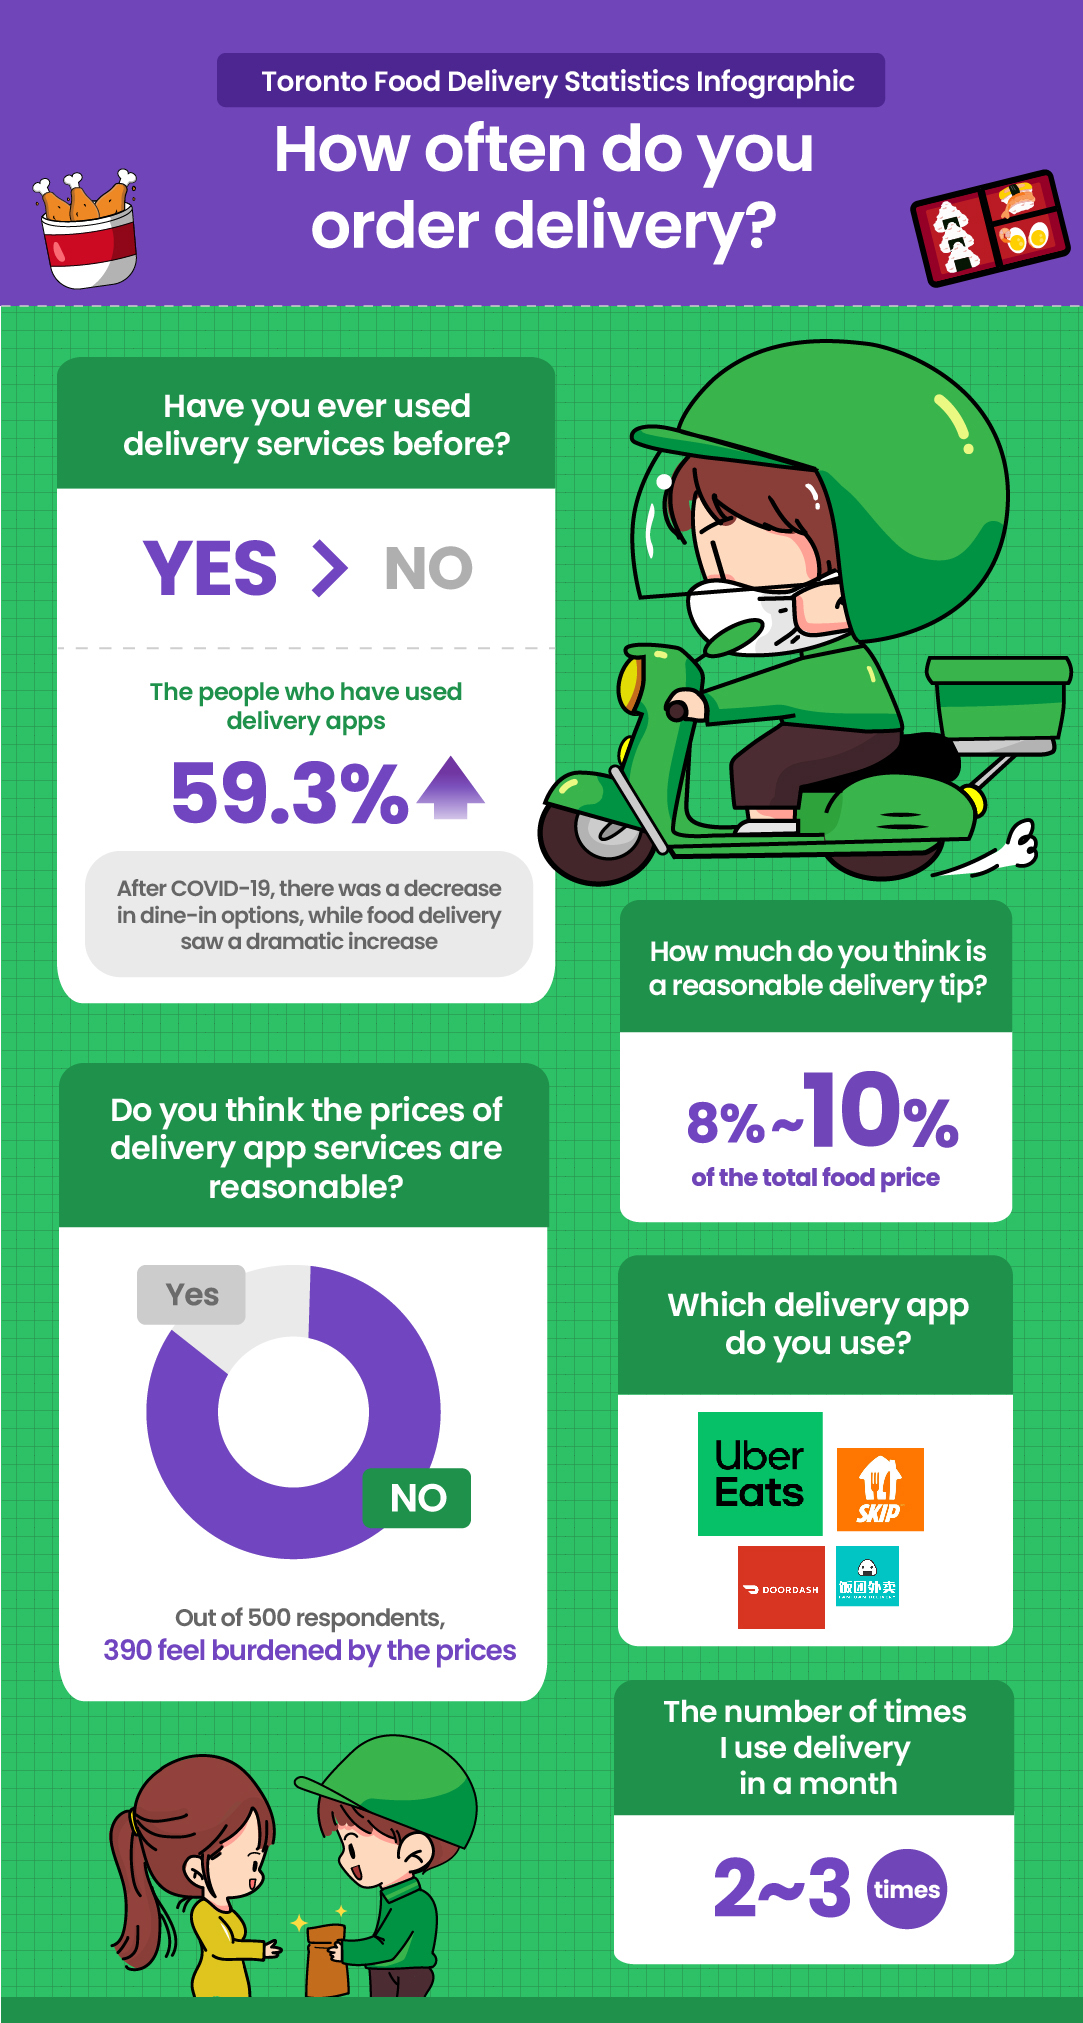 Toronto Food Delivery Statistics Infographic
How often do you
order delivery?
Have you ever used
delivery services before?
YES > NO
The people who have used
delivery apps
59.3%
After COVID-19, there was a decrease
in dine-in options, while food delivery
saw a dramatic increase
How much do you think is
a reasonable delivery tip?
8% ~10%
of the total food price
Do you think the prices of
delivery app services are
reasonable?
Yes
NO
Out of 500 respondents,
390 feel burdened by the prices
Which delivery app
do you use?
Uber
Eats
SKIP
DOORDASH
饭团外卖
The number of times
I use delivery
in a month
2~3 times